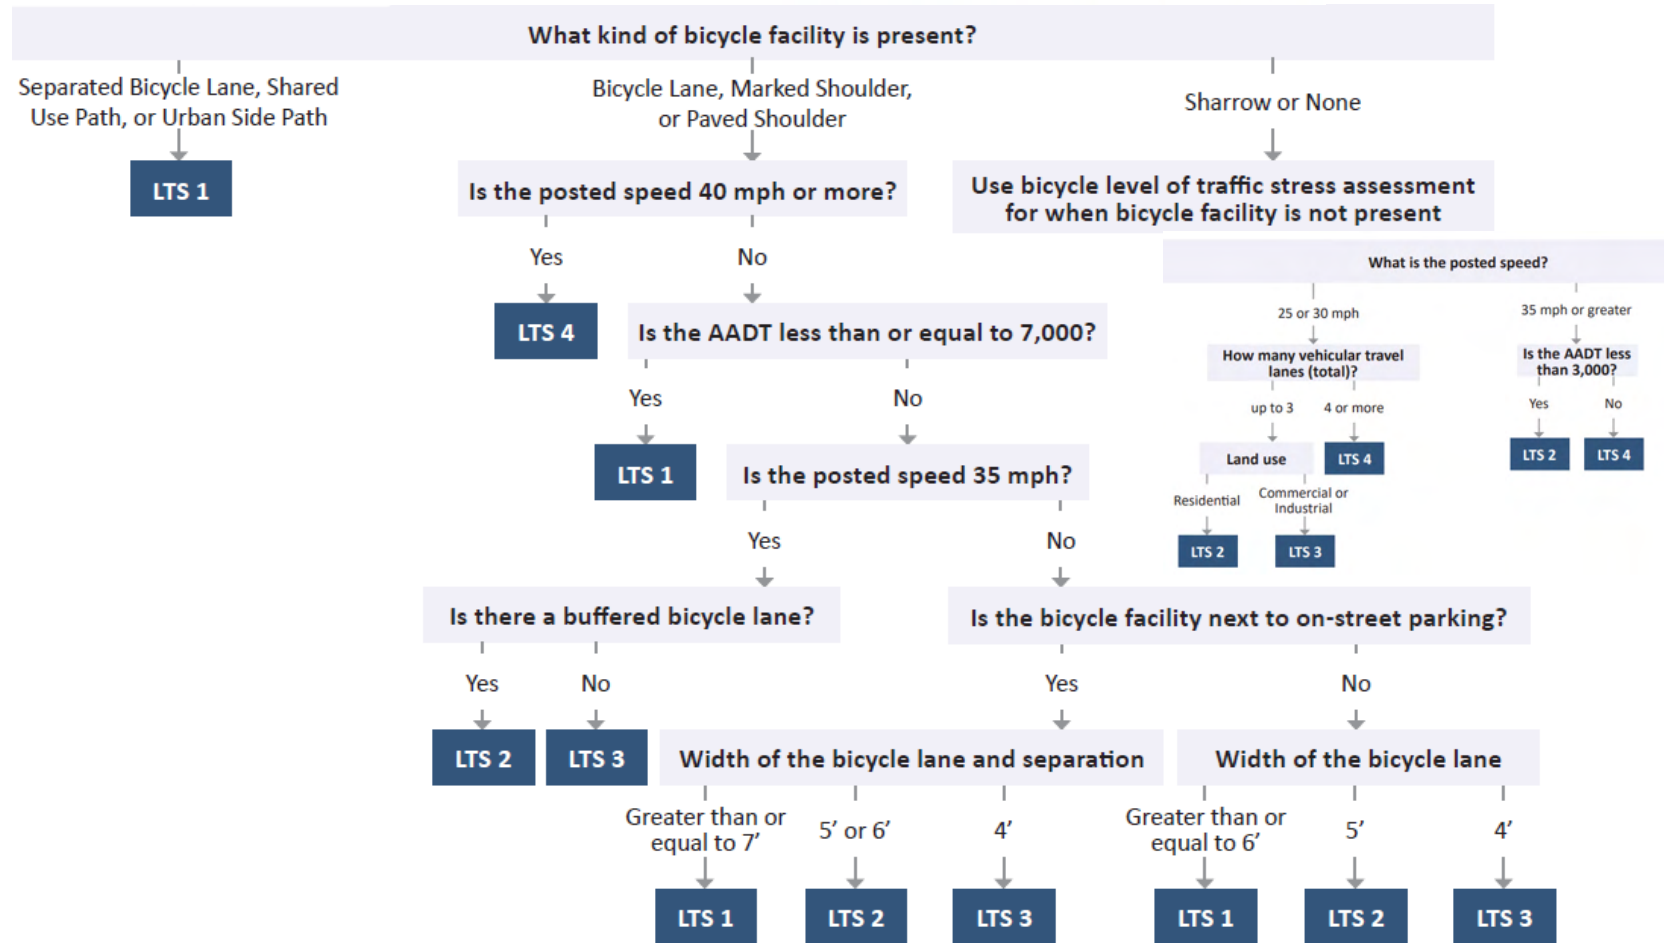 What kind of bicycle facility is present?
Separated Bicycle Lane, Shared
Use Path, or Urban Side Path
Bicycle Lane, Marked Shoulder,
or Paved Shoulder
Sharrow or None
LTS 1
Is the posted speed 40 mph or more?
Use bicycle level of traffic stress assessment
for when bicycle facility is not present
Yes
No
What is the posted speed?
25 or 30 mph
35 mph or greater
LTS 4
Is the AADT less than or equal to 7,000?
How many vehicular travel
lanes (total)?
Is the AADT less
than 3,000?
Yes
No
up to 3
4 or more
Yes
No
LTS 1
Is the posted speed 35 mph?
Land use
LTS 4
LTS 2
LTS 4
Residential
Commercial or
Industrial
Yes
No
LTS 2
LTS 3
Is there a buffered bicycle lane?
Is the bicycle facility next to on-street parking?
Yes
No
Yes
No
LTS 2
LTS 3
Width of the bicycle lane and separation
Width of the bicycle lane
Greater than or
equal to 7’
5’ or 6’
4’
Greater than or
equal to 6’
5’
4’
LTS 1
LTS 2
LTS 3
LTS 1
LTS 2
LTS 3